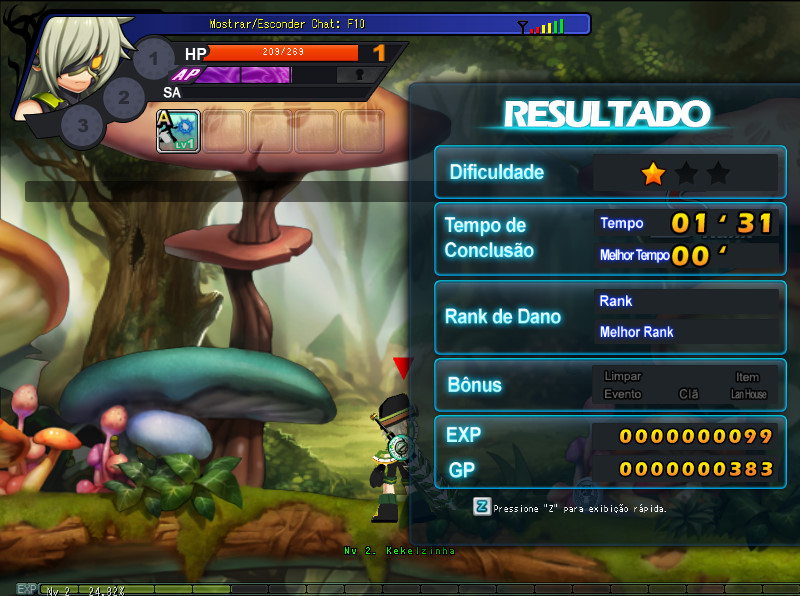 Mostrar/Esconder Chat: F10
HP 209/269 1
AP
SA
1
2
3
A
LV1
RESULTADO
Dificuldade
Tempo de
Conclusão
Tempo 01 ' 31
Melhor Tempo 00 '
Rank de Dano
Rank
Melhor Rank
Bônus
Limpar Item
Evento Clã Lan House
EXP 0000000099
GP 0000000383
Z Pressione "Z" para exibição rápida.
Nv 2. Kekelzinha
EXP Nv 2 24.32%